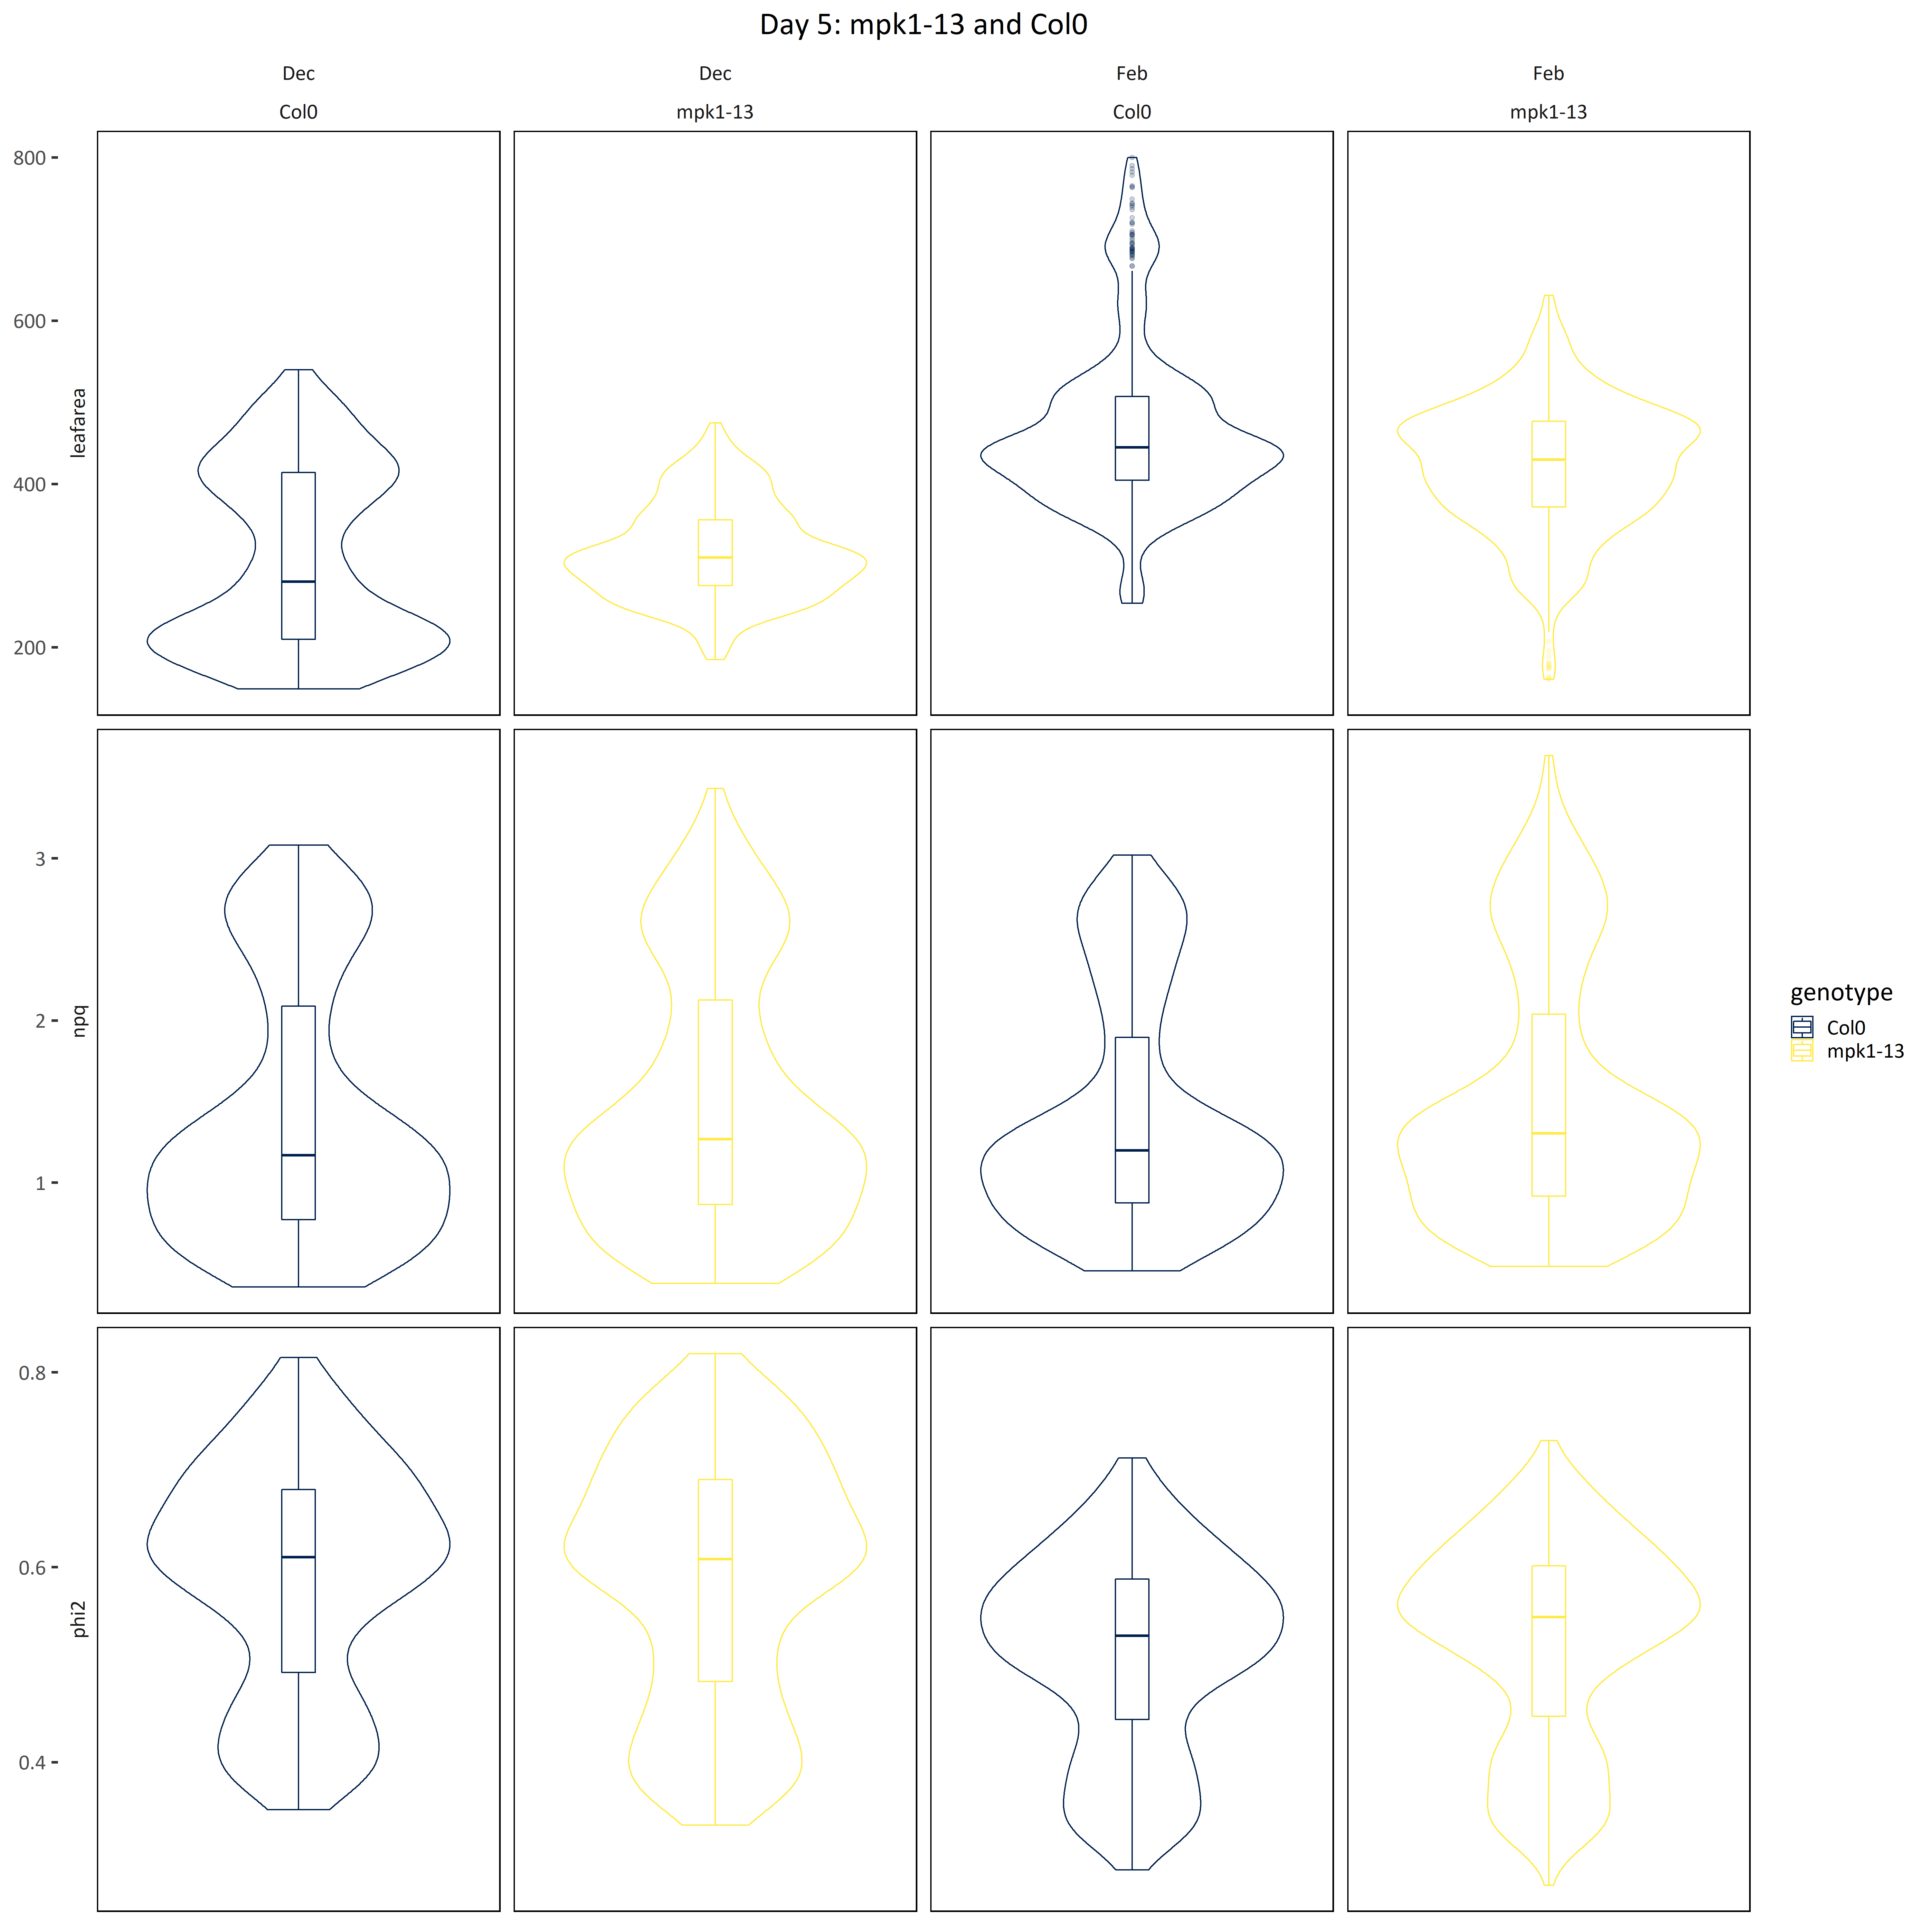 Day 5: mpk1-13 and Col0
Dec Dec Feb Feb
Col0 mpk1-13 Col0 mpk1-13
800
600
400
200
leafarea
3
2
1
npq
0.8
0.6
0.4
phi2
genotype
Col0
mpk1-13